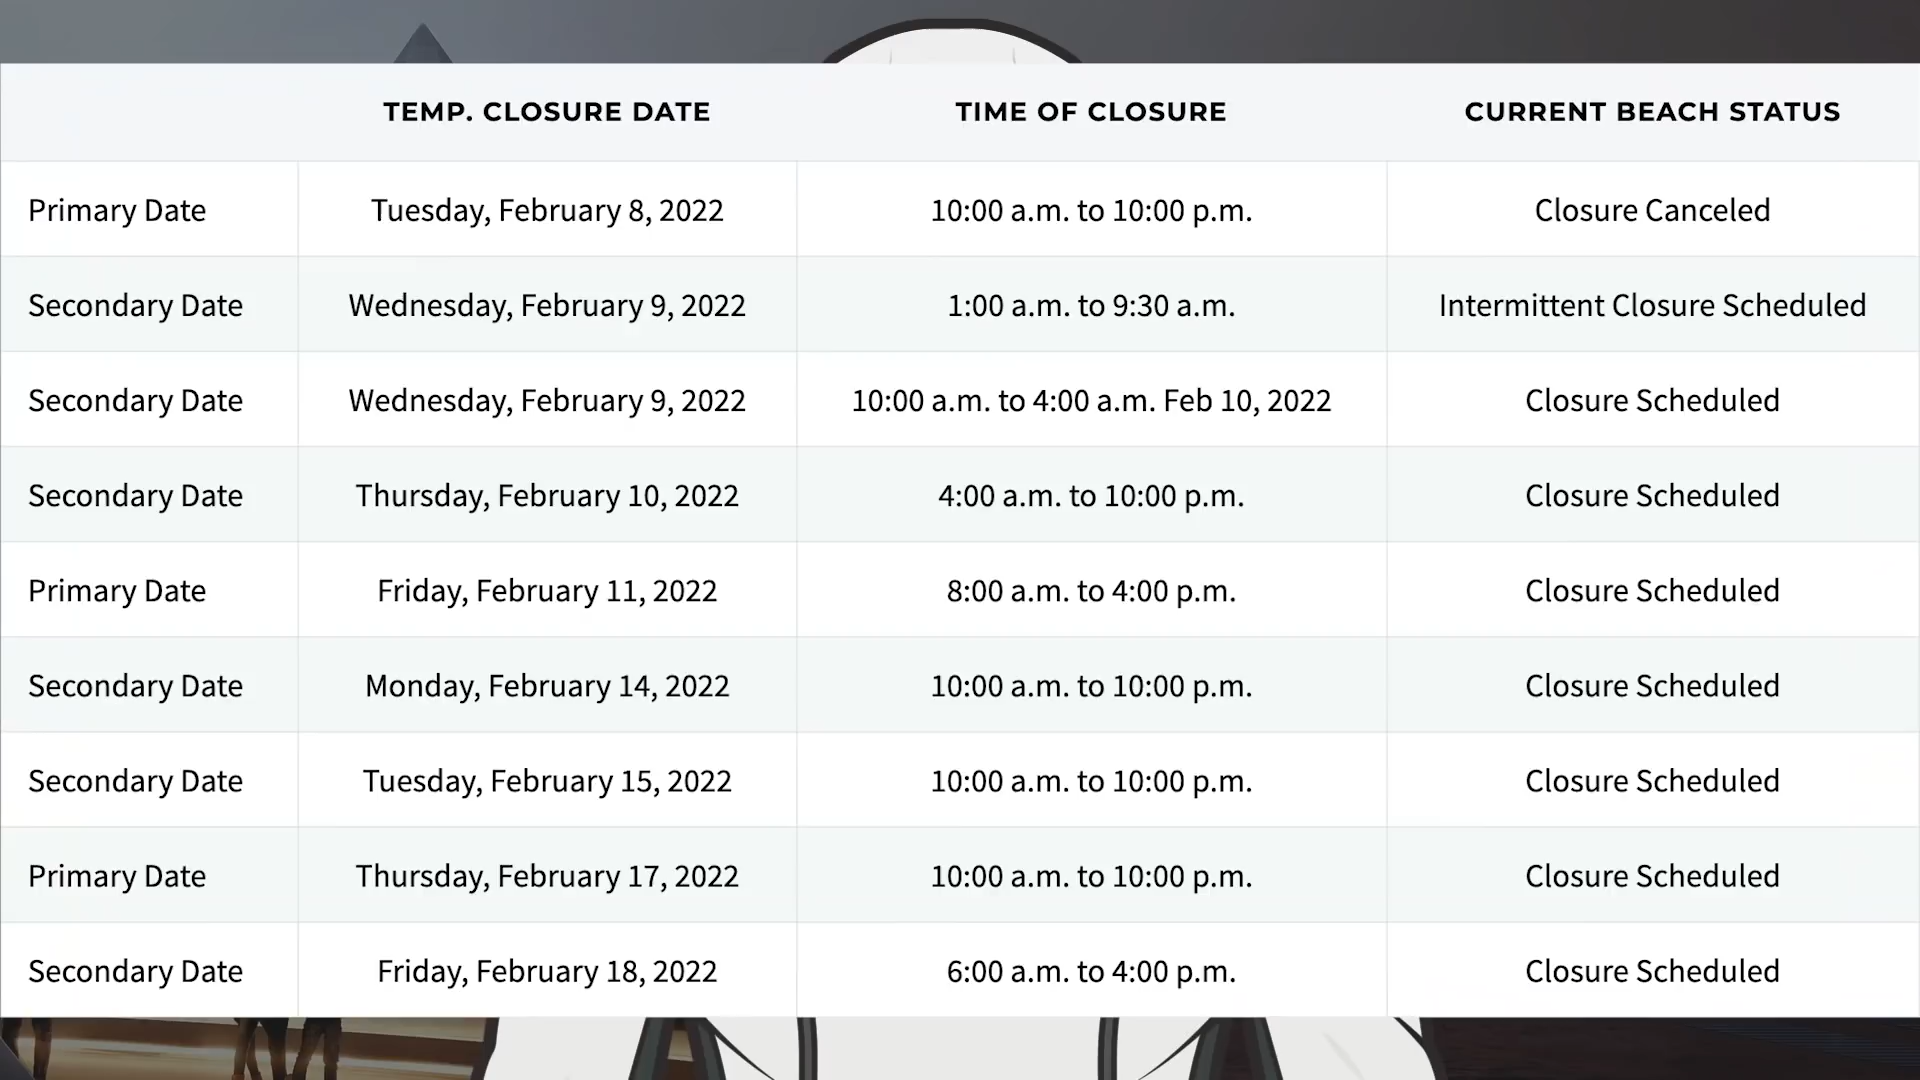 TEMP. CLOSURE DATE TIME OF CLOSURE CURRENT BEACH STATUS
Primary Date Tuesday, February 8, 2022 10:00 a.m. to 10:00 p.m. Closure Canceled
Secondary Date Wednesday, February 9, 2022 1:00 a.m. to 9:30 a.m. Intermittent Closure Scheduled
Secondary Date Wednesday, February 9, 2022 10:00 a.m. to 4:00 a.m. Feb 10, 2022 Closure Scheduled
Secondary Date Thursday, February 10, 2022 4:00 a.m. to 10:00 p.m. Closure Scheduled
Primary Date Friday, February 11, 2022 8:00 a.m. to 4:00 p.m. Closure Scheduled
Secondary Date Monday, February 14, 2022 10:00 a.m. to 10:00 p.m. Closure Scheduled
Secondary Date Tuesday, February 15, 2022 10:00 a.m. to 10:00 p.m. Closure Scheduled
Primary Date Thursday, February 17, 2022 10:00 a.m. to 10:00 p.m. Closure Scheduled
Secondary Date Friday, February 18, 2022 6:00 a.m. to 4:00 p.m. Closure Scheduled